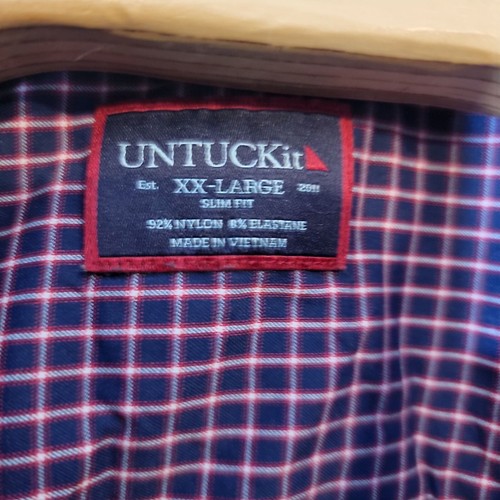 UNTUCKit
Est. XX-LARGE 2011
SLIM FIT
92% NYLON 8% ELASTANE
MADE IN VIETNAM